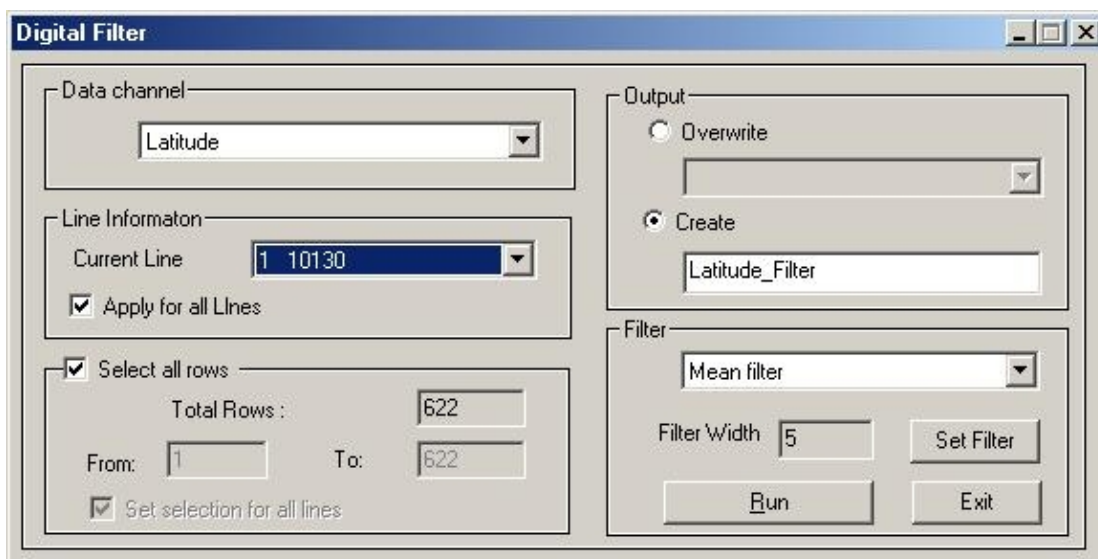 Digital Filter
Data channel
Latitude
Line Informaton
Current Line
1 10130
Apply for all LInes
Select all rows
Total Rows :
622
From:
1
To:
622
Set selection for all lines
Output
Overwrite
Create
Latitude_Filter
Filter
Mean filter
Filter Width
5
Set Filter
Run
Exit